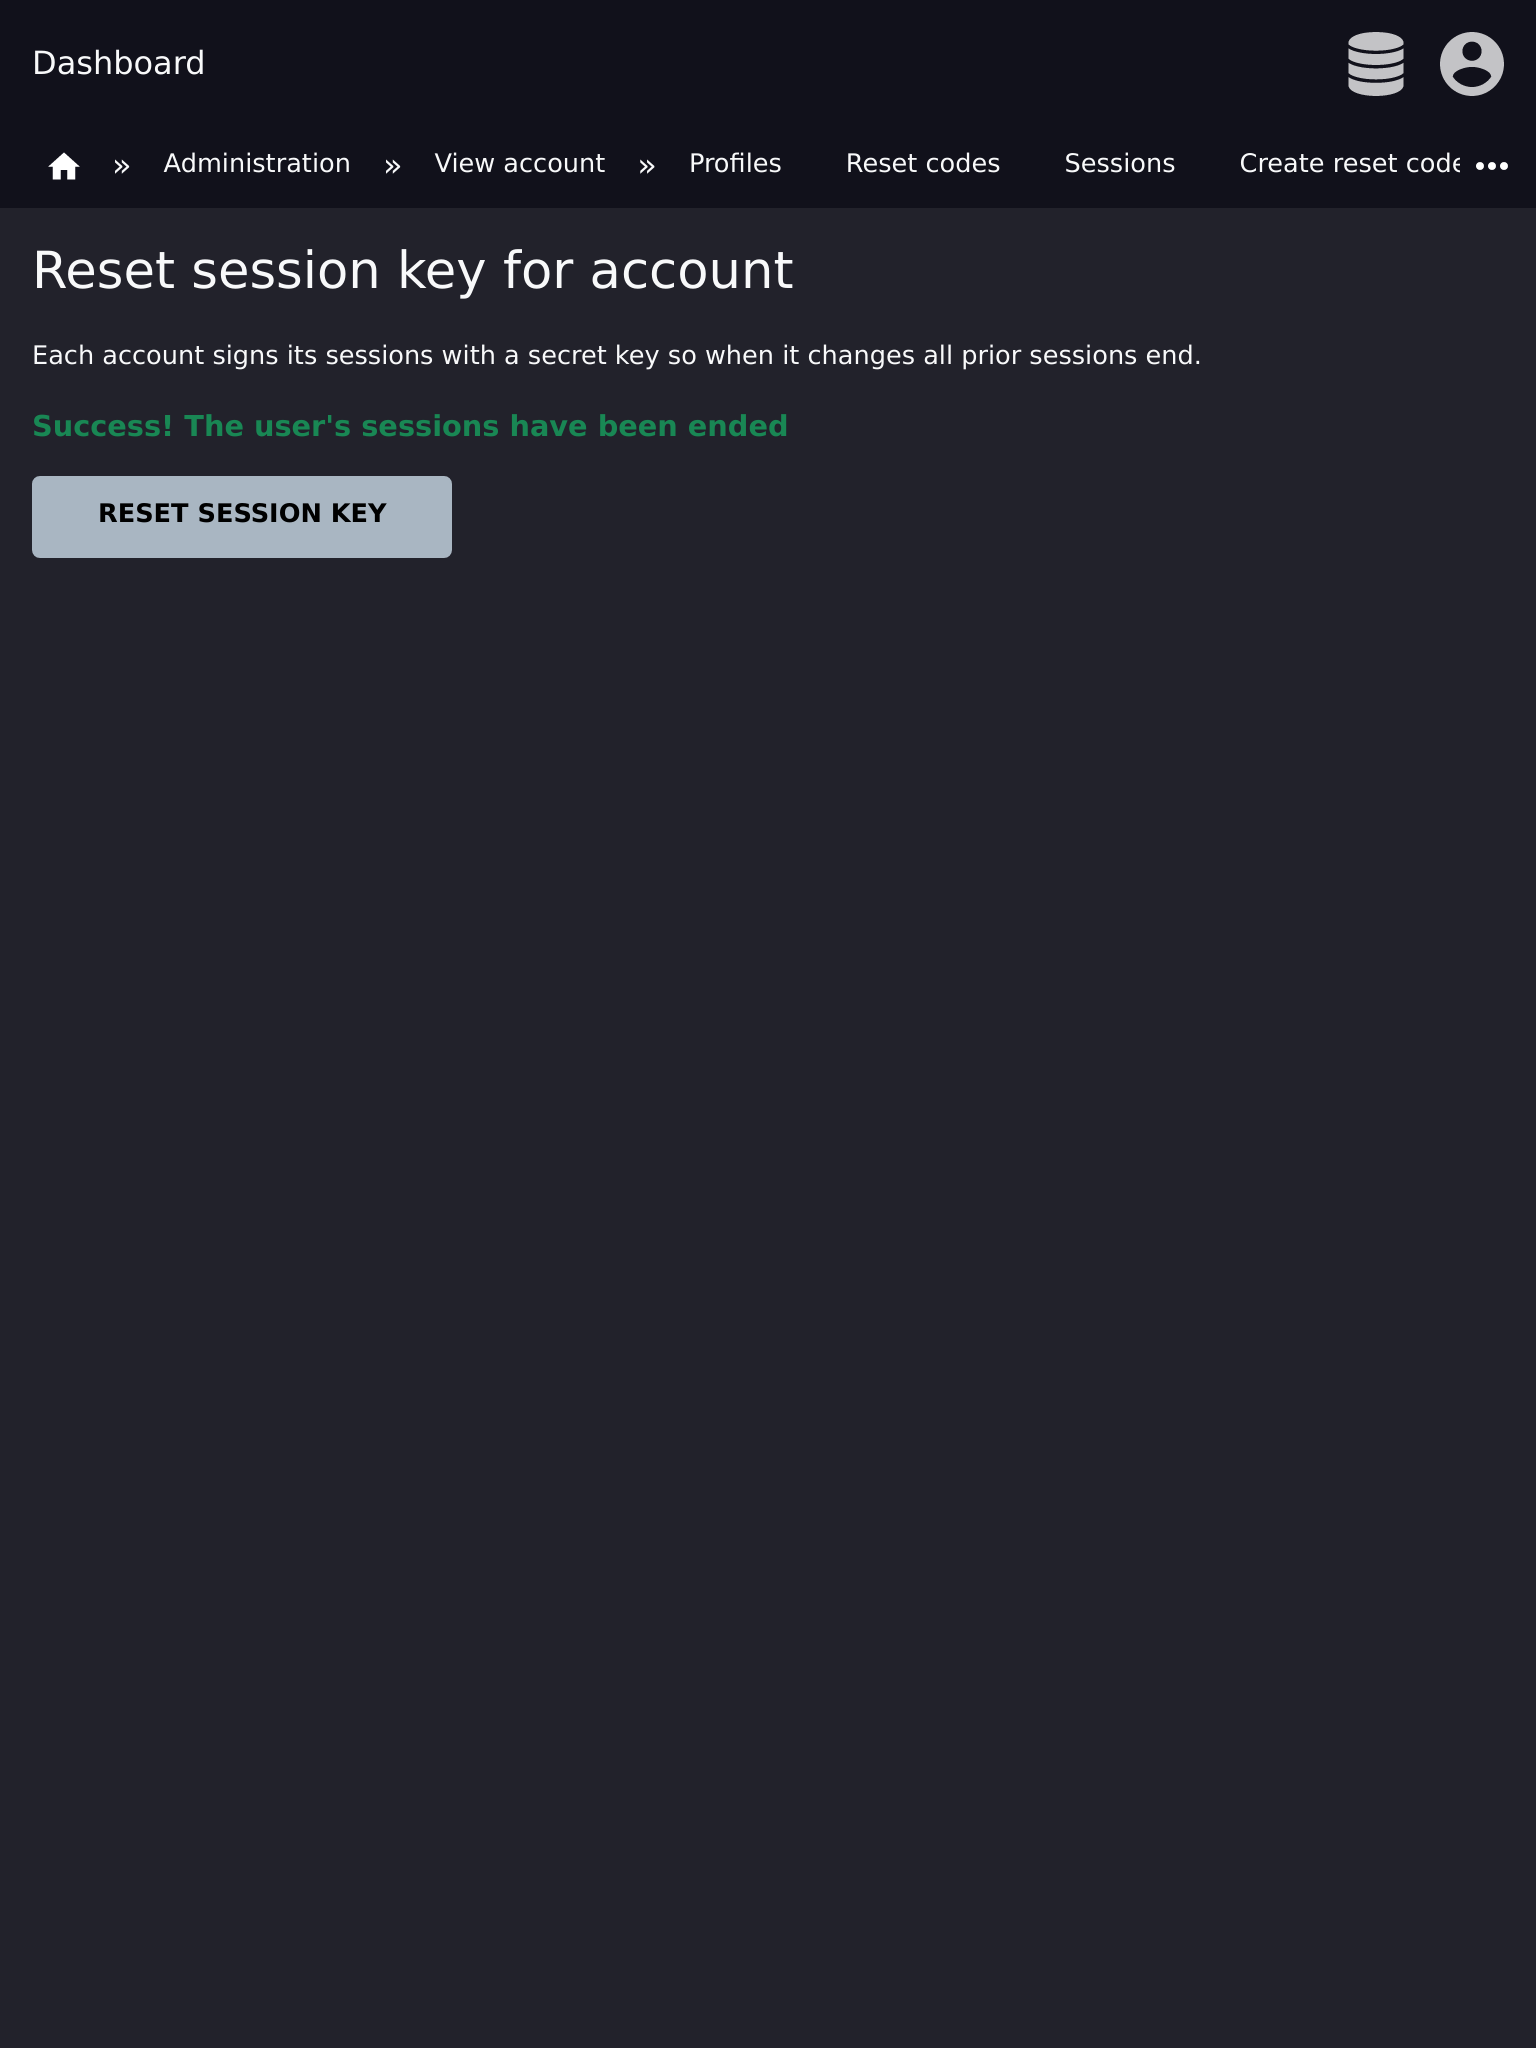 Dashboard
» Administration » View account » Profiles Reset codes Sessions Create reset code
Reset session key for account
Each account signs its sessions with a secret key so when it changes all prior sessions end.
Success! The user's sessions have been ended
RESET SESSION KEY